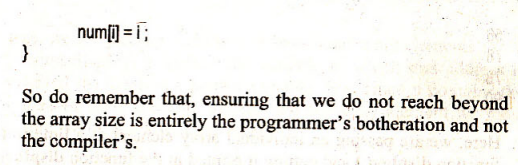 num[i] = i ;
}
So do remember that, ensuring that we do not reach beyond
the array size is entirely the programmer's botheration and not
the compiler's.